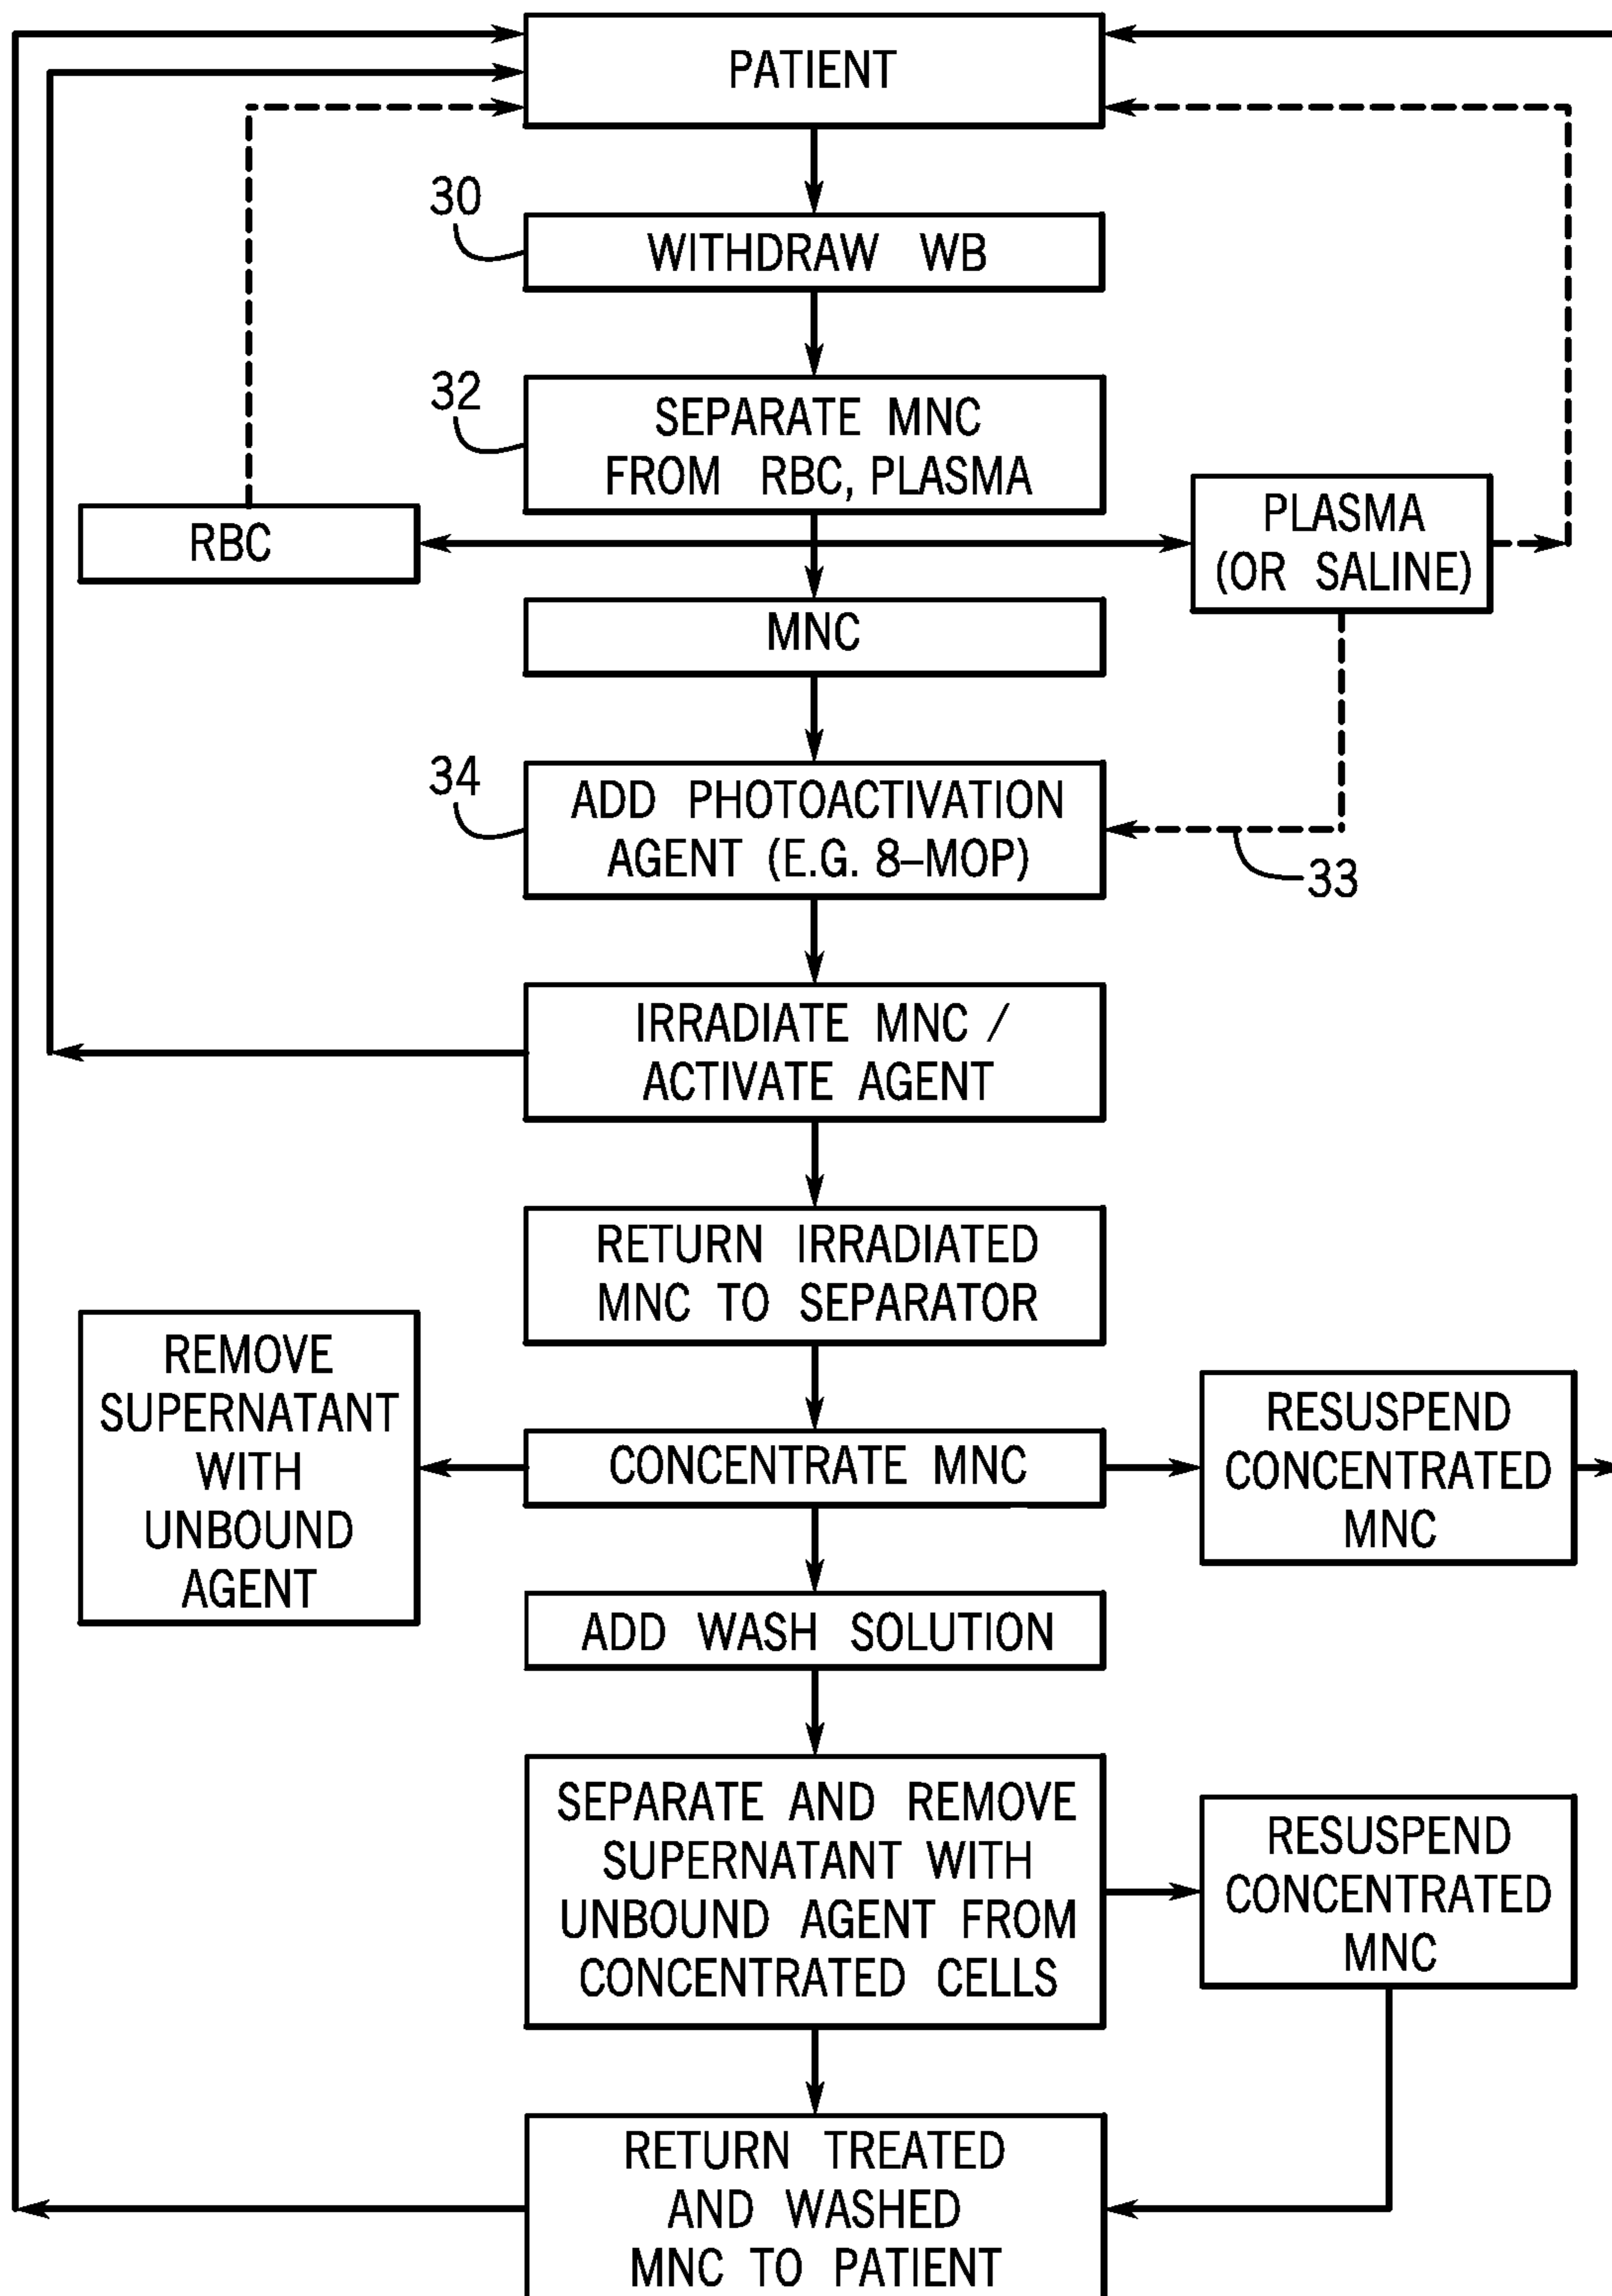 PATIENT
30
WITHDRAW WB
32
SEPARATE MNC
FROM RBC, PLASMA
RBC
PLASMA
(OR SALINE)
MNC
34
ADD PHOTOACTIVATION
AGENT (E.G. 8–MOP)
33
IRRADIATE MNC /
ACTIVATE AGENT
RETURN IRRADIATED
MNC TO SEPARATOR
REMOVE
SUPERNATANT
WITH
UNBOUND
AGENT
CONCENTRATE MNC
RESUSPEND
CONCENTRATED
MNC
ADD WASH SOLUTION
SEPARATE AND REMOVE
SUPERNATANT WITH
UNBOUND AGENT FROM
CONCENTRATED CELLS
RESUSPEND
CONCENTRATED
MNC
RETURN TREATED
AND WASHED
MNC TO PATIENT